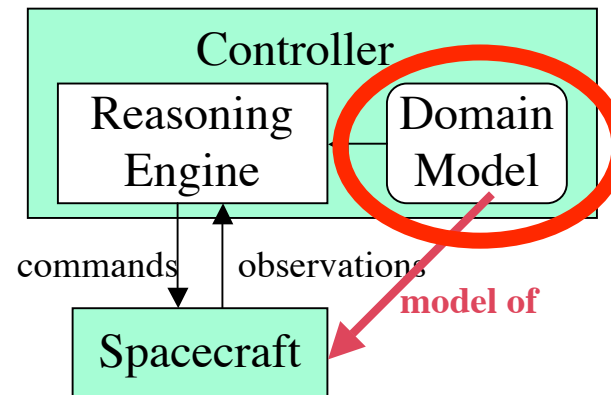 Controller
Reasoning
Engine
Domain
Model
commands
observations
model of
Spacecraft